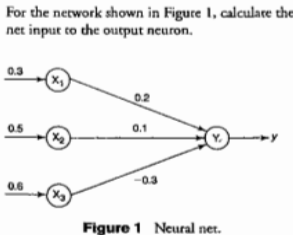 For the network shown in Figure 1, calculate the
net input to the output neuron.
0.3
X1
0.2
0.5
X2
0.1
Y
y
0.6
X3
−0.3
Figure 1 Neural net.